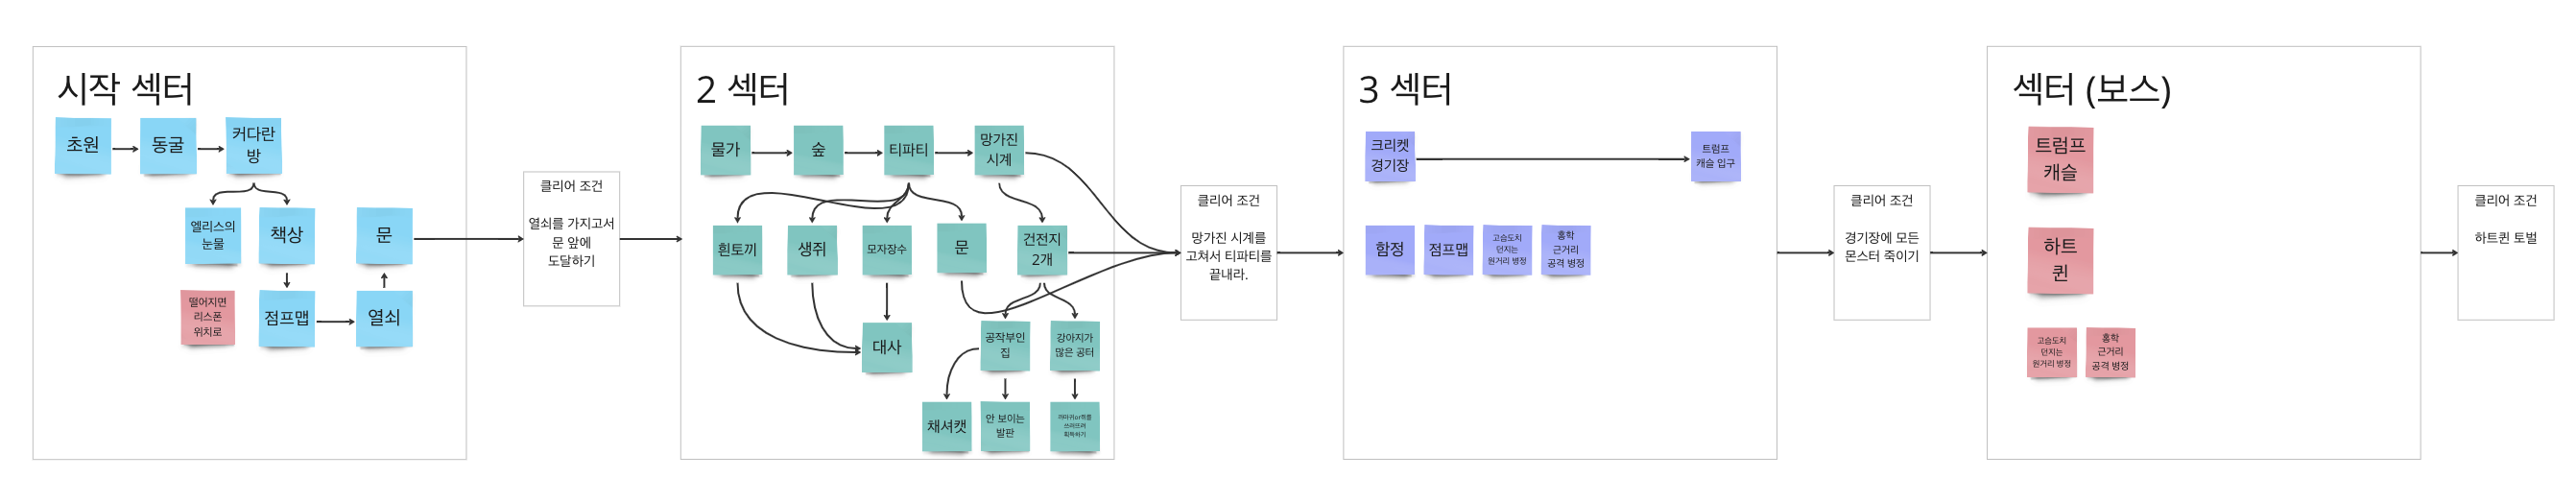 시작 섹터
초원
동굴
커다란
방
엘리스의
눈물
책상
문
떨어지면
리스폰
위치로
점프맵
열쇠
클리어 조건
열쇠를 가지고서
문 앞에
도달하기
2 섹터
물가
숲
티파티
망가진
시계
흰토끼
생쥐
모자장수
문
건전지
2개
대사
공작부인
집
강아지가
많은 공터
채셔캣
안 보이는
발판
쓰러뜨려
획득하기
클리어 조건
망가진 시계를
고쳐서 티파티를
끝내라.
3 섹터
크리켓
경기장
트럼프
캐슬 입구
함정
점프맵
고슴도치
던지는
원거리 병정
홍학
근거리
공격 병정
클리어 조건
경기장에 모든
몬스터 죽이기
섹터 (보스)
트럼프
캐슬
하트
퀸
고슴도치
던지는
원거리 병정
홍학
근거리
공격 병정
클리어 조건
하트퀸 토벌